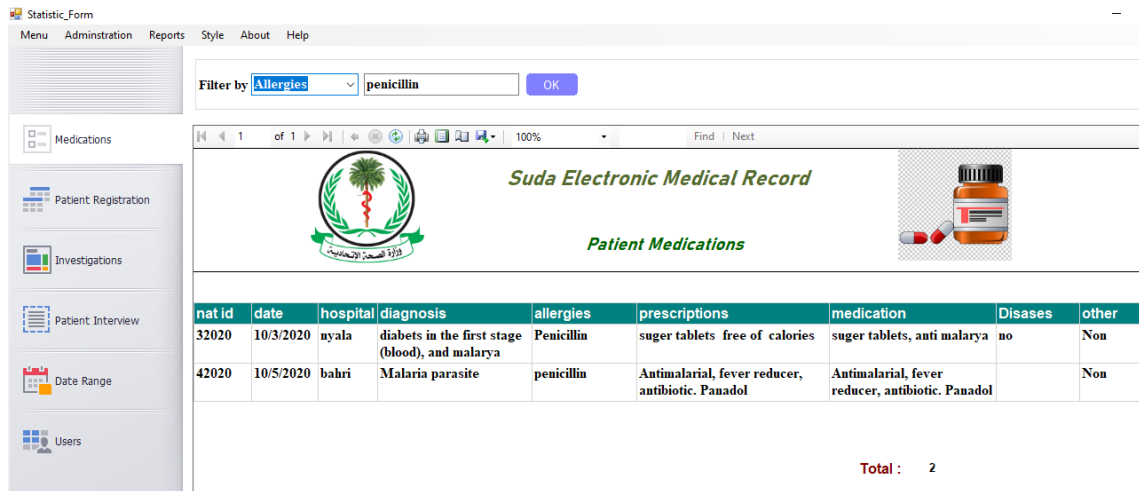 Statistic_Form
Menu Adminstration Reports Style About Help
Filter by Allergies penicillin OK
Medications
Patient Registration
Investigations
Patient Interview
Date Range
Users
1 of 1 100% Find | Next
Suda Electronic Medical Record
Patient Medications
وزارة الصحة الإتحادية
nat id date hospital diagnosis allergies prescriptions medication Disases other
32020 10/3/2020 nyala diabets in the first stage (blood), and malarya Penicillin suger tablets free of calories suger tablets, anti malarya no Non
42020 10/5/2020 bahri Malaria parasite penicillin Antimalarial, fever reducer, antibiotic. Panadol Antimalarial, fever reducer, antibiotic. Panadol Non
Total : 2